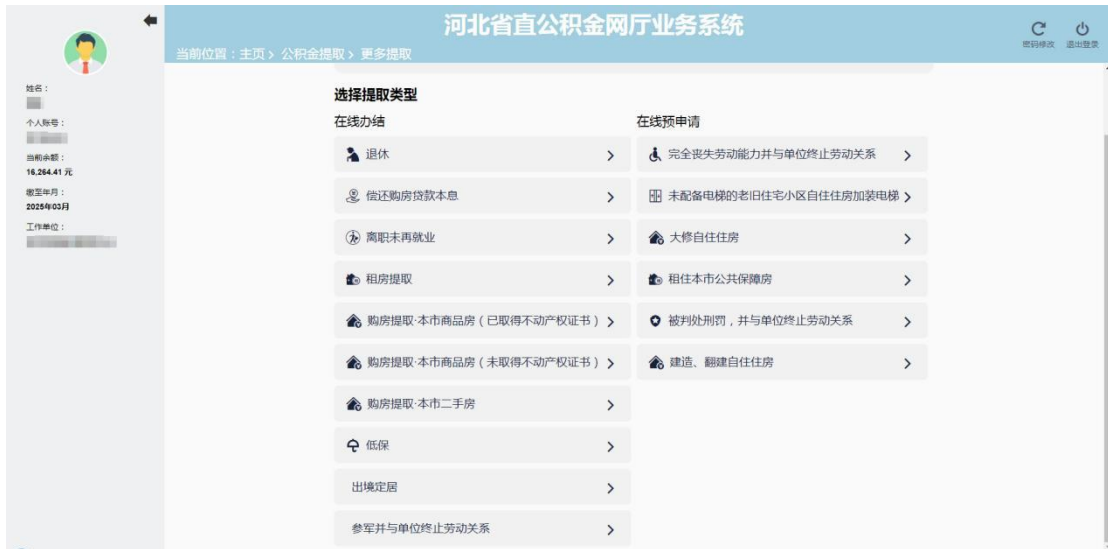 河北省直公积金网厅业务系统
当前位置：主页 > 公积金提取 > 更多提取
密码修改 退出登录
姓名：
个人账号：
当前余额：
16,264.41 元
缴至年月：
2025年03月
工作单位：
选择提取类型
在线办结
退休
偿还购房贷款本息
离职未再就业
租房提取
购房提取·本市商品房（已取得不动产权证书）
购房提取·本市商品房（未取得不动产权证书）
购房提取·本市二手房
低保
出境定居
参军并与单位终止劳动关系
在线预申请
完全丧失劳动能力并与单位终止劳动关系
未配备电梯的老旧住宅小区自住住房加装电梯
大修自住住房
租住本市公共保障房
被判处刑罚，并与单位终止劳动关系
建造、翻建自住住房